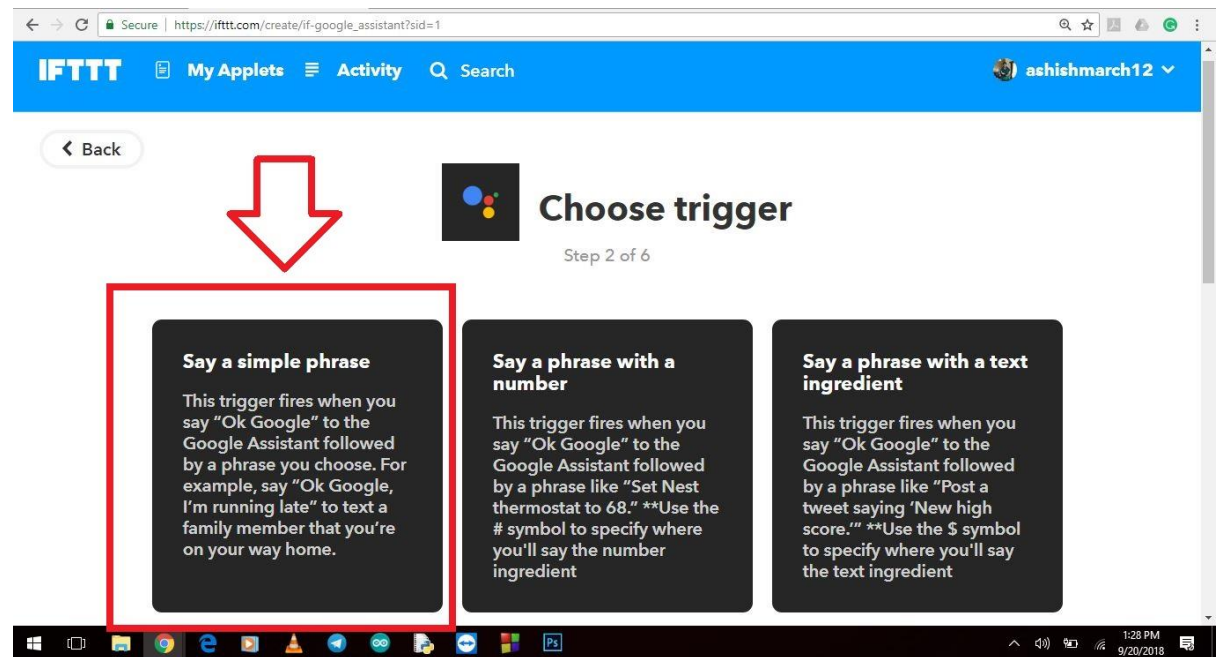 Secure | https://ifttt.com/create/if-google_assistant?sid=1
IFTTT My Applets Activity Search ashishmarch12
Back
Choose trigger
Step 2 of 6
Say a simple phrase
This trigger fires when you
say “Ok Google” to the
Google Assistant followed
by a phrase you choose. For
example, say “Ok Google,
I’m running late” to text a
family member that you’re
on your way home.
Say a phrase with a
number
This trigger fires when you
say “Ok Google” to the
Google Assistant followed
by a phrase like “Set Nest
thermostat to 68.” **Use the
# symbol to specify where
you'll say the number
ingredient
Say a phrase with a text
ingredient
This trigger fires when you
say “Ok Google” to the
Google Assistant followed
by a phrase like “Post a
tweet saying ‘New high
score.’” **Use the $ symbol
to specify where you'll say
the text ingredient
Ps
1:28 PM
9/20/2018